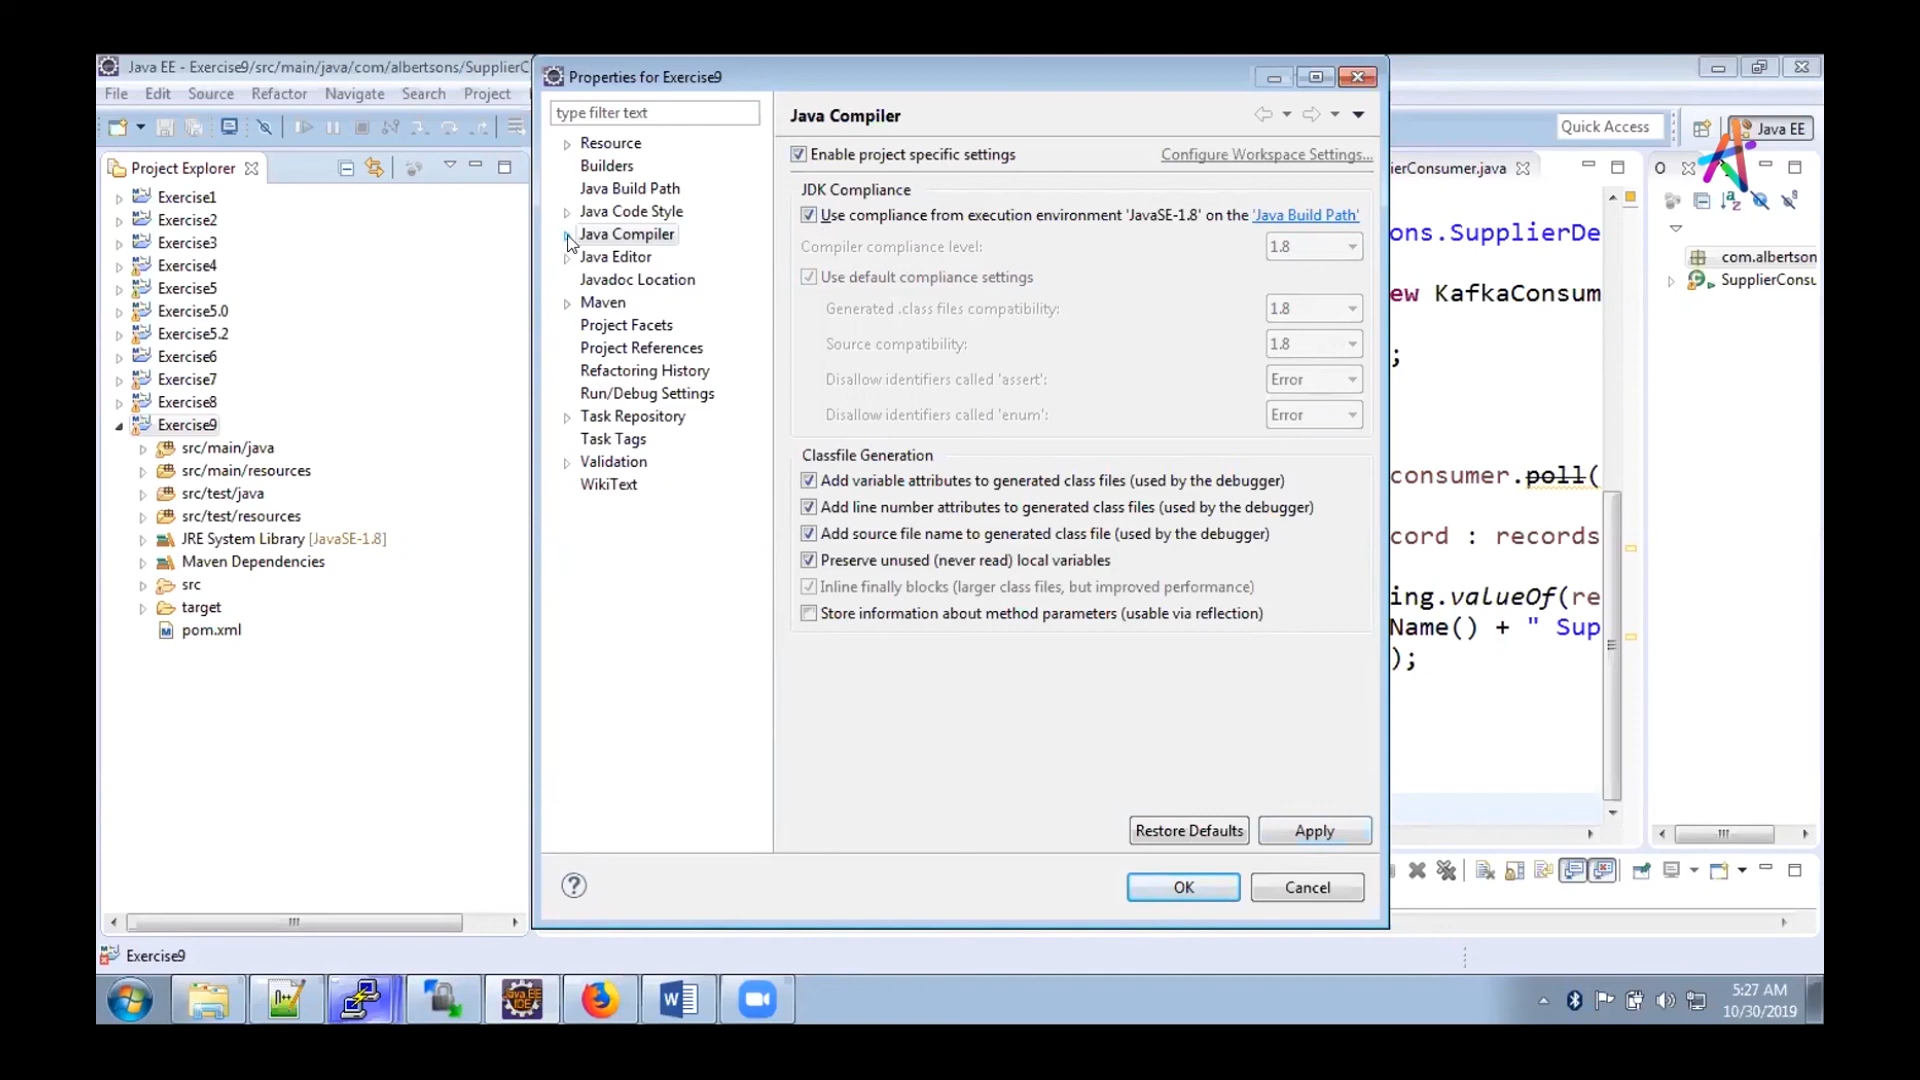 Java EE - Exercise9/src/main/java/com/albertsons/SupplierC
File Edit Source Refactor Navigate Search Project
Quick Access
Java EE
Project Explorer
Exercise1
Exercise2
Exercise3
Exercise4
Exercise5
Exercise5.0
Exercise5.2
Exercise6
Exercise7
Exercise8
Exercise9
src/main/java
src/main/resources
src/test/java
src/test/resources
JRE System Library [JavaSE-1.8]
Maven Dependencies
src
target
pom.xml
Properties for Exercise9
type filter text
Resource
Builders
Java Build Path
Java Code Style
Java Compiler
Java Editor
Javadoc Location
Maven
Project Facets
Project References
Refactoring History
Run/Debug Settings
Task Repository
Task Tags
Validation
WikiText
Java Compiler
Enable project specific settings
Configure Workspace Settings...
JDK Compliance
Use compliance from execution environment 'JavaSE-1.8' on the 'Java Build Path'
Compiler compliance level: 1.8
Use default compliance settings
Generated .class files compatibility: 1.8
Source compatibility: 1.8
Disallow identifiers called 'assert': Error
Disallow identifiers called 'enum': Error
Classfile Generation
Add variable attributes to generated class files (used by the debugger)
Add line number attributes to generated class files (used by the debugger)
Add source file name to generated class file (used by the debugger)
Preserve unused (never read) local variables
Inline finally blocks (larger class files, but improved performance)
Store information about method parameters (usable via reflection)
Restore Defaults Apply
OK Cancel
ierConsumer.java
ons.SupplierDe
ew KafkaConsum
;
consumer.poll(
cord : records
ing.valueOf(re
Name() + " Sup
);
O
com.albertson
SupplierConsu
Exercise9
5:27 AM
10/30/2019